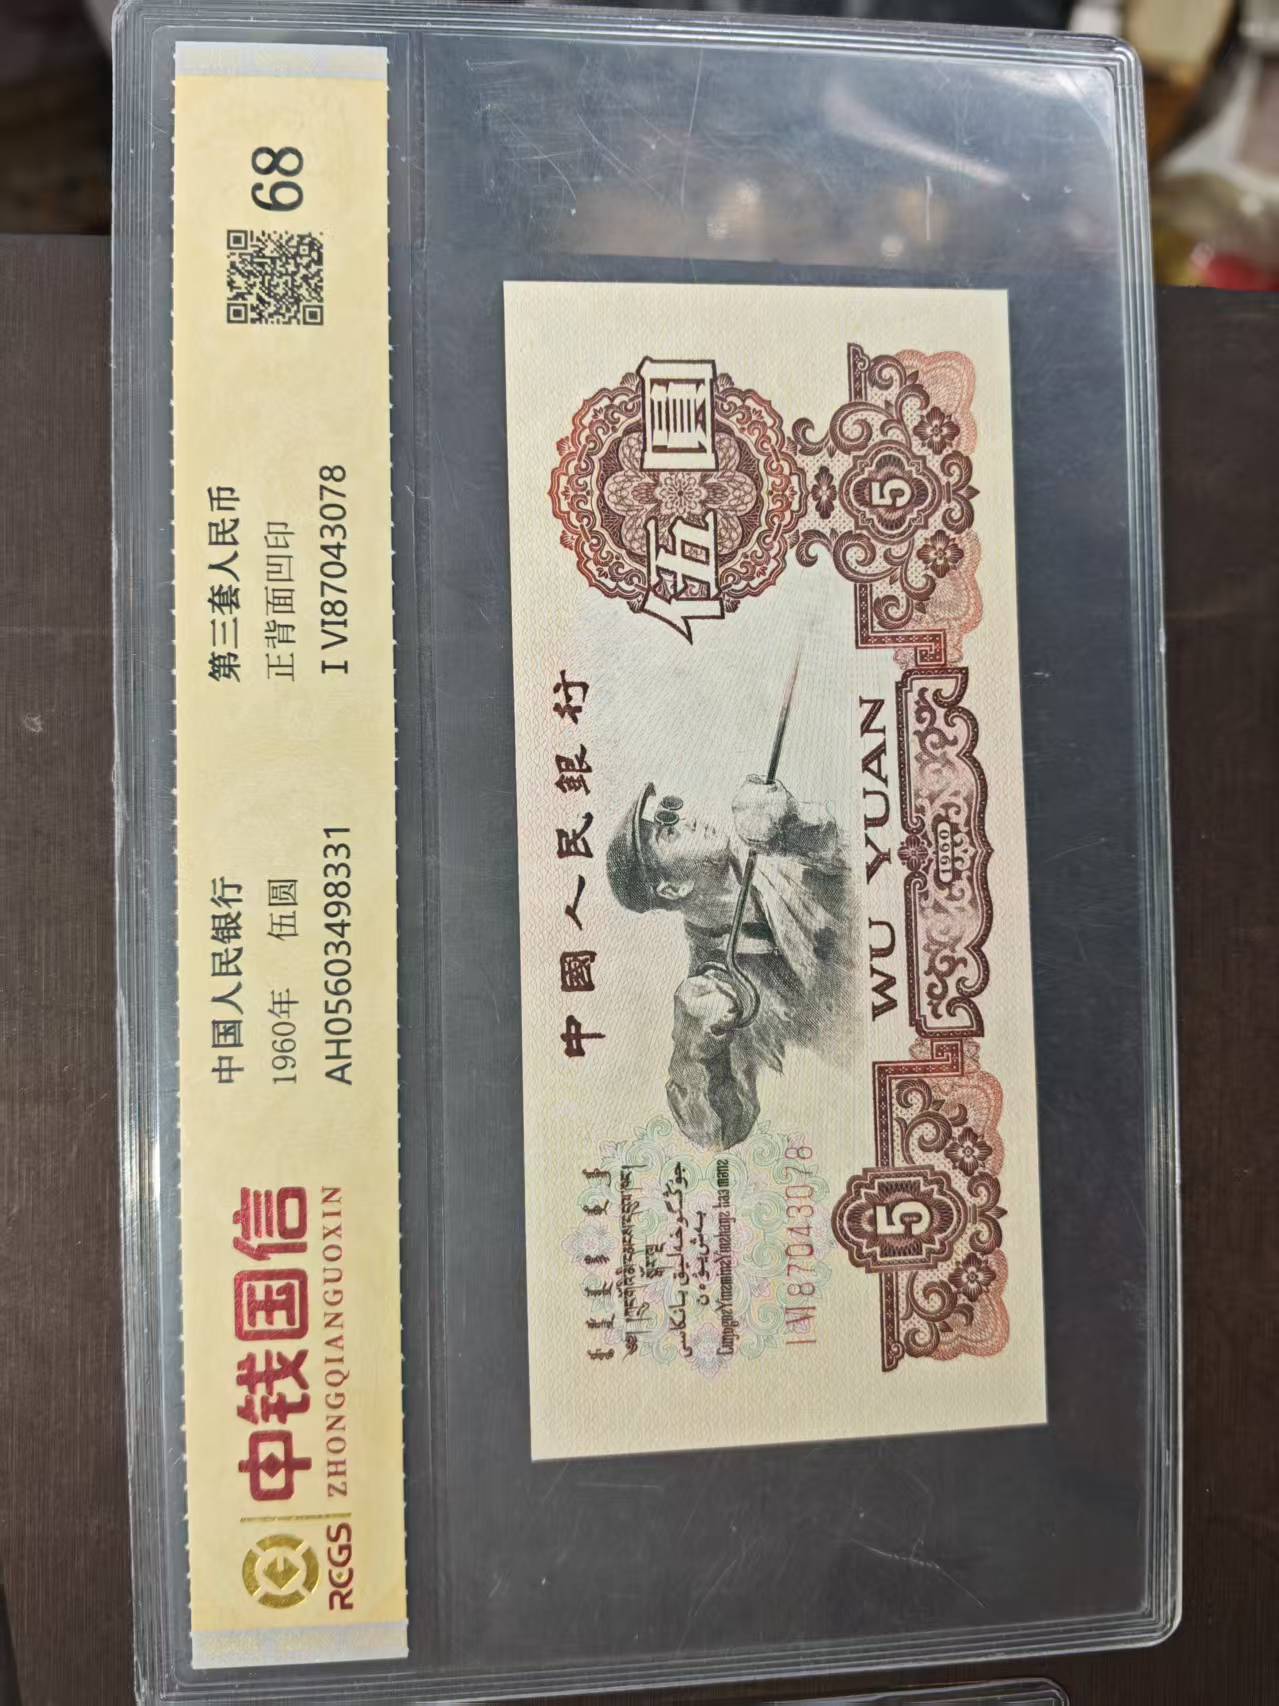 RCGS
中钱国信
ZHONGQIANGUOXIN
中国人民银行
1960年 伍圆
AH0560349833​1
第三套人民币
正背面凹印
I VI87043078
68
中國人民銀行
伍圓
I VI 87043078
5
WU YUAN
1960
5